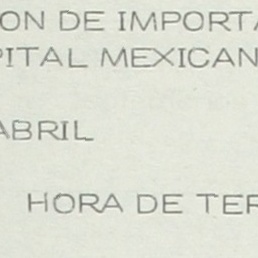 ON DE IMPORTA
PITAL MEXICAN
ABRIL
HORA DE TER